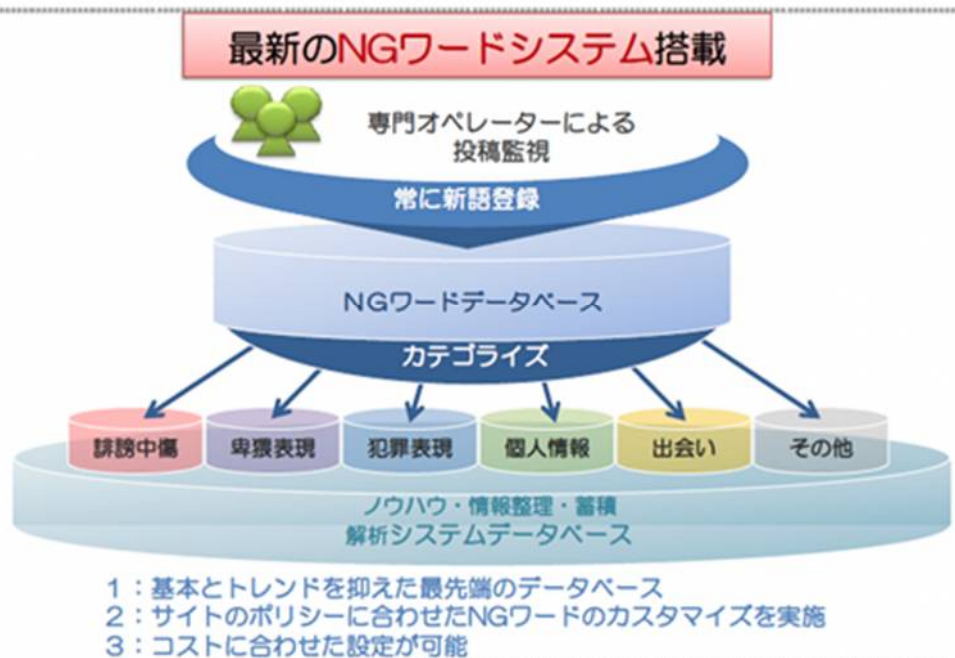 最新のNGワードシステム搭載
専門オペレーターによる
投稿監視
常に新語登録
NGワードデータベース
カテゴライズ
誹謗中傷
卑猥表現
犯罪表現
個人情報
出会い
その他
ノウハウ・情報整理・蓄積
解析システムデータベース
1：基本とトレンドを抑えた最先端のデータベース
2：サイトのポリシーに合わせたNGワードのカスタマイズを実施
3：コストに合わせた設定が可能